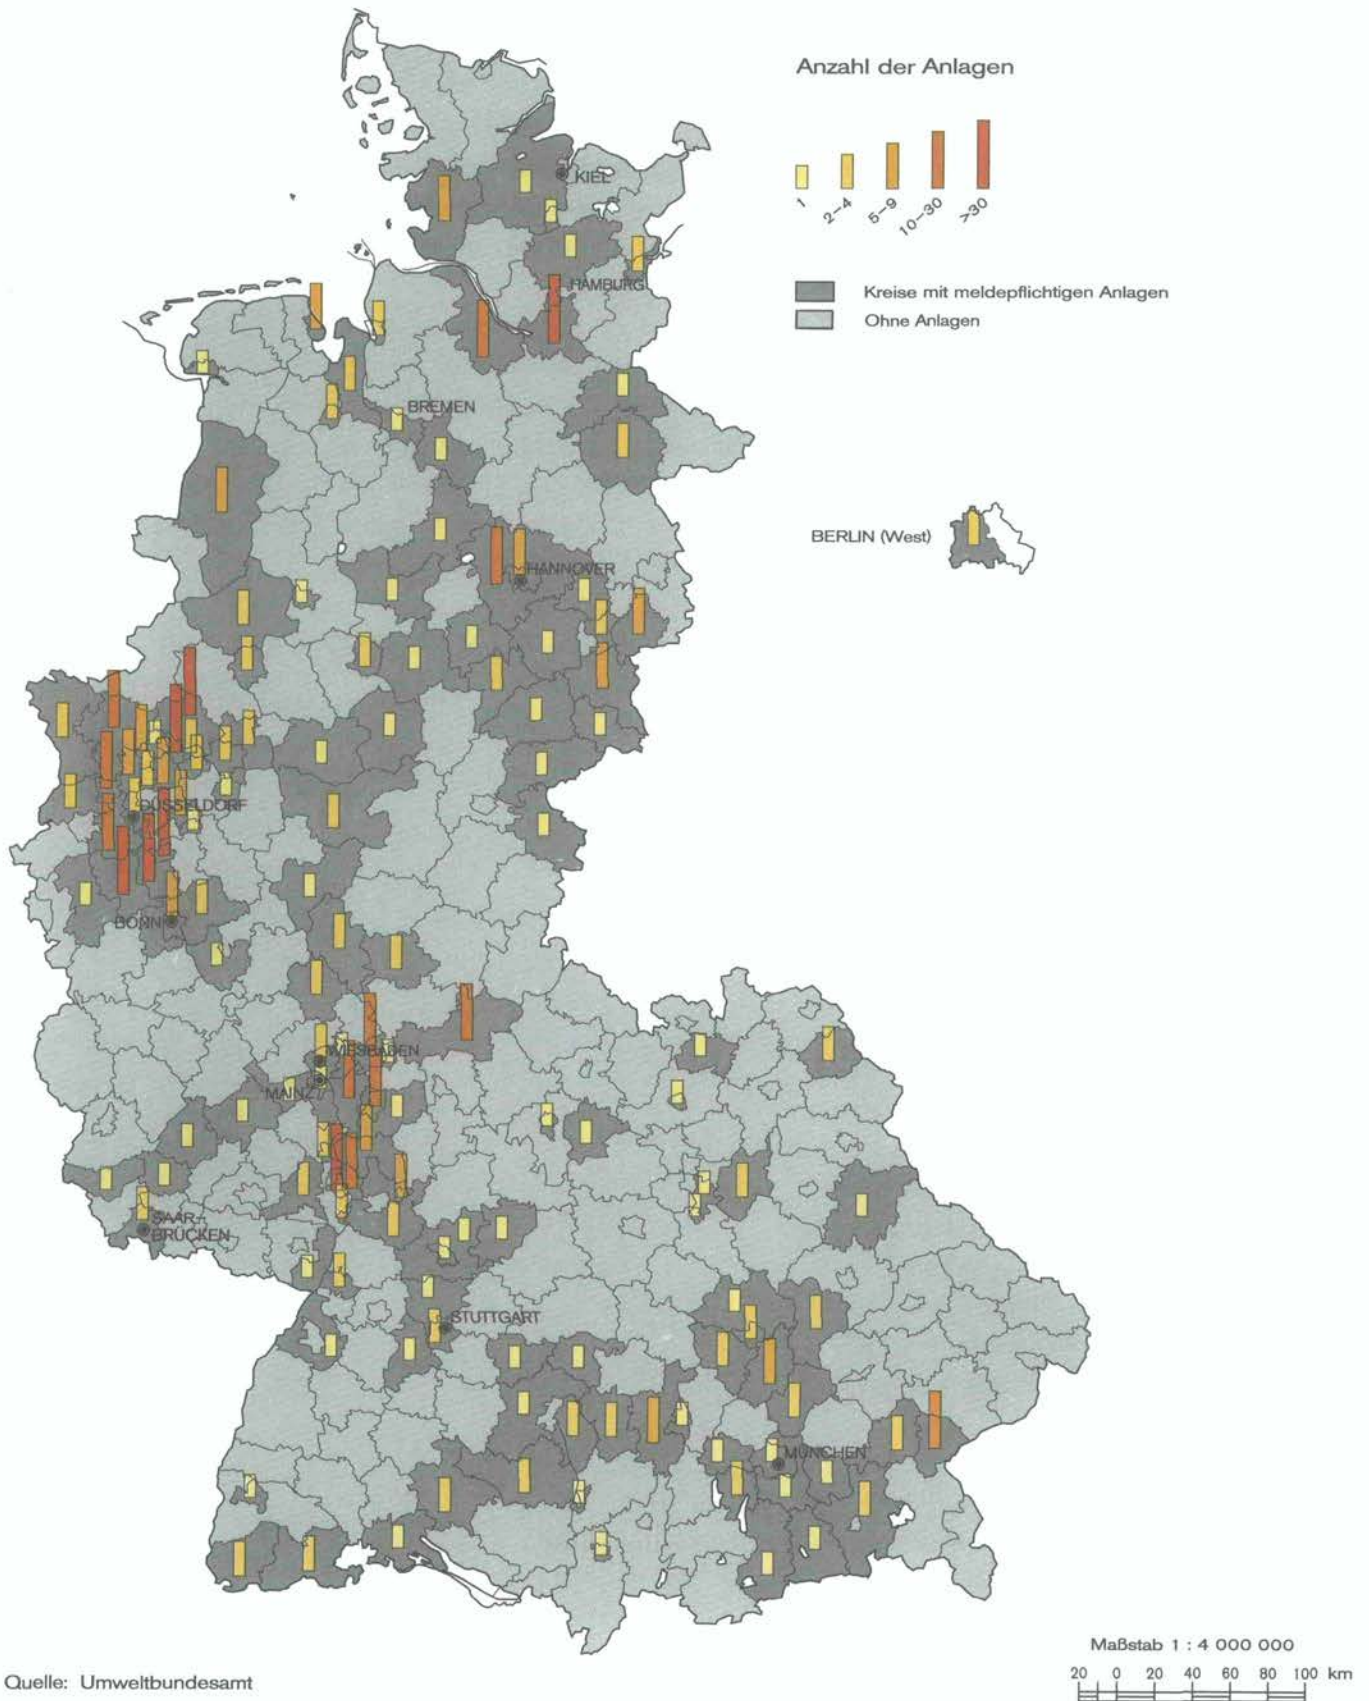 Anzahl der Anlagen
1
2–4
5–9
10–30
>30
Kreise mit meldepflichtigen Anlagen
Ohne Anlagen
KIEL
HAMBURG
BREMEN
BERLIN (West)
HANNOVER
DÜSSELDORF
BONN
WIESBADEN
MAINZ
SAAR-
BRÜCKEN
STUTTGART
MÜNCHEN
Maßstab 1 : 4 000 000
20 0 20 40 60 80 100 km
Quelle: Umweltbundesamt